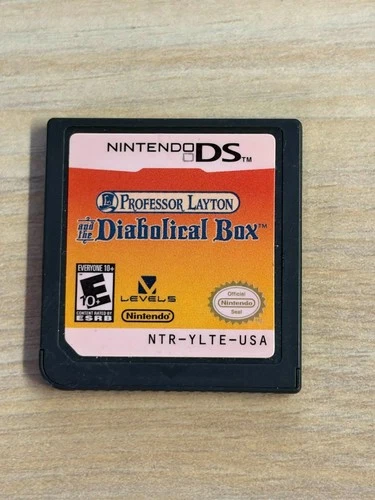 NINTENDO DS™
L PROFESSOR LAYTON
and the Diabolical Box™
EVERYONE 10+
E
10+
CONTENT RATED BY
ESRB
LEVEL5
Nintendo®
Official
Nintendo
Seal
NTR-YLTE-USA